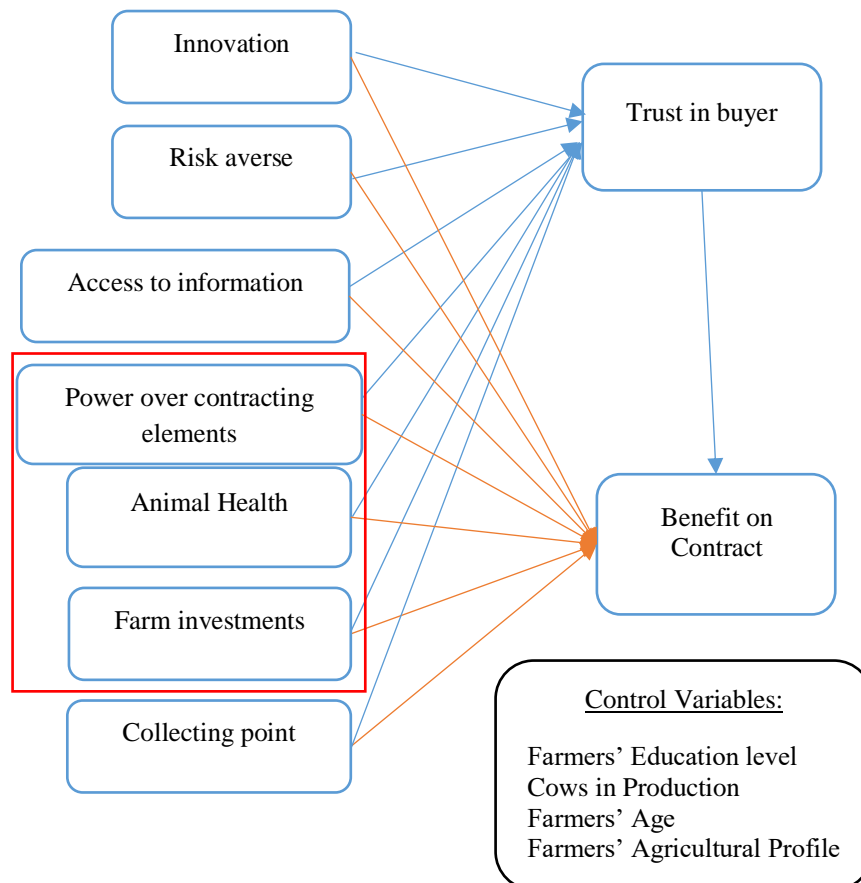 Innovation
Trust in buyer
Risk averse
Access to information
Power over contracting
elements
Animal Health
Benefit on
Contract
Farm investments
Collecting point
Control Variables:
Farmers’ Education level
Cows in Production
Farmers’ Age
Farmers’ Agricultural Profile